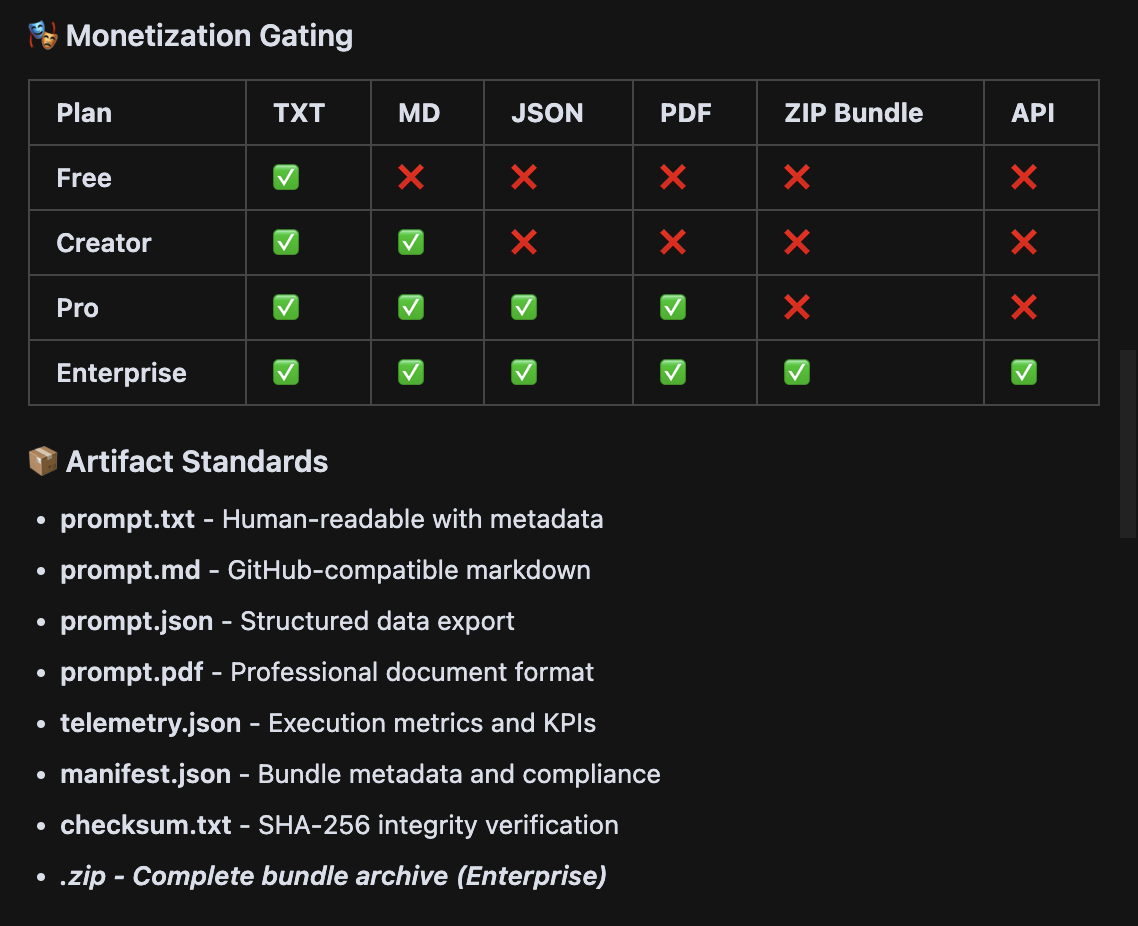 🎭 Monetization Gating
Plan TXT MD JSON PDF ZIP Bundle API
Free ✅ ❌ ❌ ❌ ❌ ❌
Creator ✅ ✅ ❌ ❌ ❌ ❌
Pro ✅ ✅ ✅ ✅ ❌ ❌
Enterprise ✅ ✅ ✅ ✅ ✅ ✅
📦 Artifact Standards
• prompt.txt - Human-readable with metadata
• prompt.md - GitHub-compatible markdown
• prompt.json - Structured data export
• prompt.pdf - Professional document format
• telemetry.json - Execution metrics and KPIs
• manifest.json - Bundle metadata and compliance
• checksum.txt - SHA-256 integrity verification
• .zip - Complete bundle archive (Enterprise)